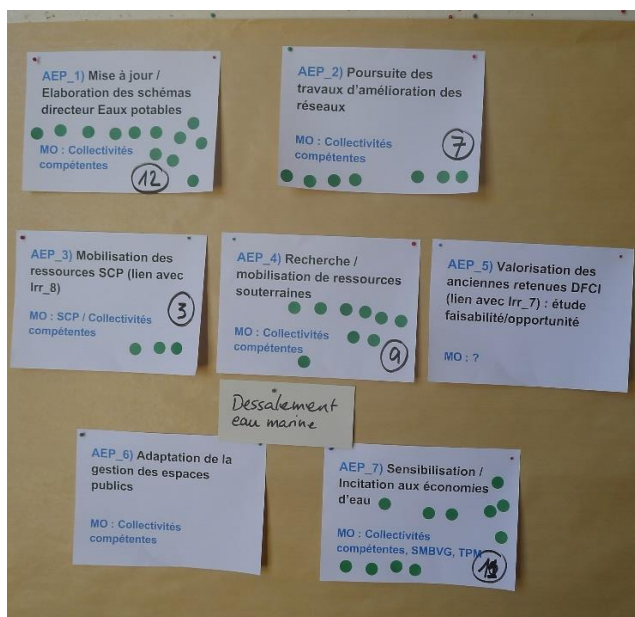 AEP_1) Mise à jour /
Elaboration des schémas
directeur Eaux potables
MO : Collectivités
compétentes
12
AEP_2) Poursuite des
travaux d'amélioration des
réseaux
MO : Collectivités
compétentes
7
AEP_3) Mobilisation des
ressources SCP (lien avec
Irr_8)
MO : SCP / Collectivités
compétentes
3
AEP_4) Recherche /
mobilisation de ressources
souterraines
MO : Collectivités
compétentes
9
AEP_5) Valorisation des
anciennes retenues DFCI
(lien avec Irr_7) : étude
faisabilité/opportunité
MO : ?
Dessalement
eau marine
AEP_6) Adaptation de la
gestion des espaces
publics
MO : Collectivités
compétentes
AEP_7) Sensibilisation /
Incitation aux économies
d'eau
MO : Collectivités
compétentes, SMBVG, TPM